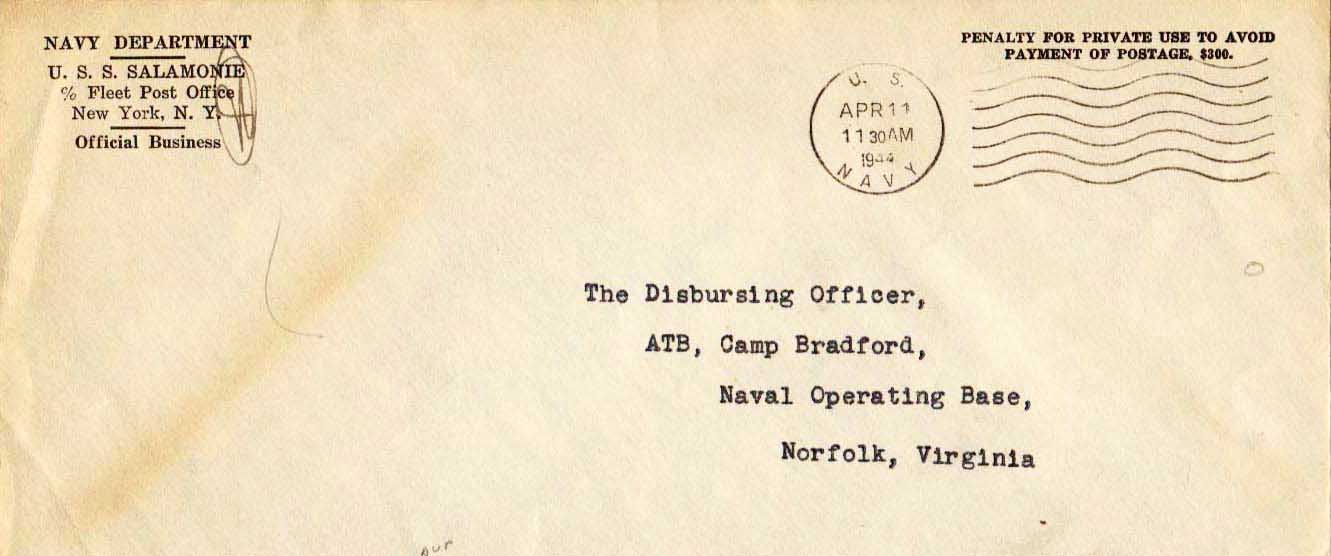 NAVY DEPARTMENT
U. S. S. SALAMONIE
℅ Fleet Post Office
New York, N. Y.
Official Business
PENALTY FOR PRIVATE USE TO AVOID
PAYMENT OF POSTAGE, $300.
U. S.
APR 11
11 30 AM
1944
NAVY
The Disbursing Officer,
ATB, Camp Bradford,
Naval Operating Base,
Norfolk, Virginia